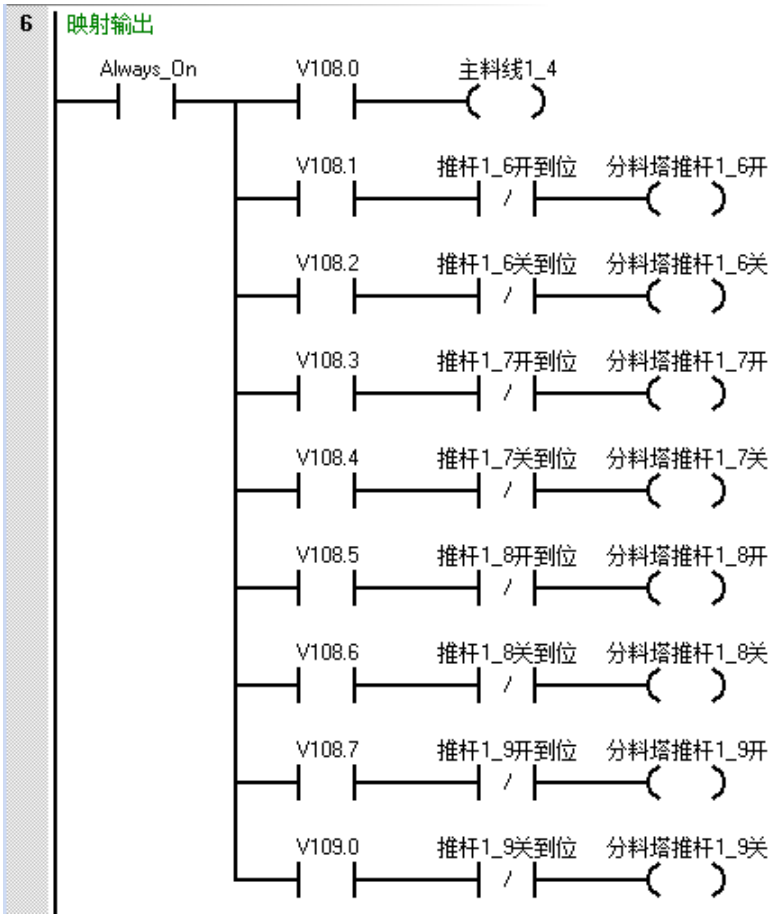 6 映射输出
Always_On V108.0 主料线1_4
V108.1 推杆1_6开到位 分料塔推杆1_6开
V108.2 推杆1_6关到位 分料塔推杆1_6关
V108.3 推杆1_7开到位 分料塔推杆1_7开
V108.4 推杆1_7关到位 分料塔推杆1_7关
V108.5 推杆1_8开到位 分料塔推杆1_8开
V108.6 推杆1_8关到位 分料塔推杆1_8关
V108.7 推杆1_9开到位 分料塔推杆1_9开
V109.0 推杆1_9关到位 分料塔推杆1_9关